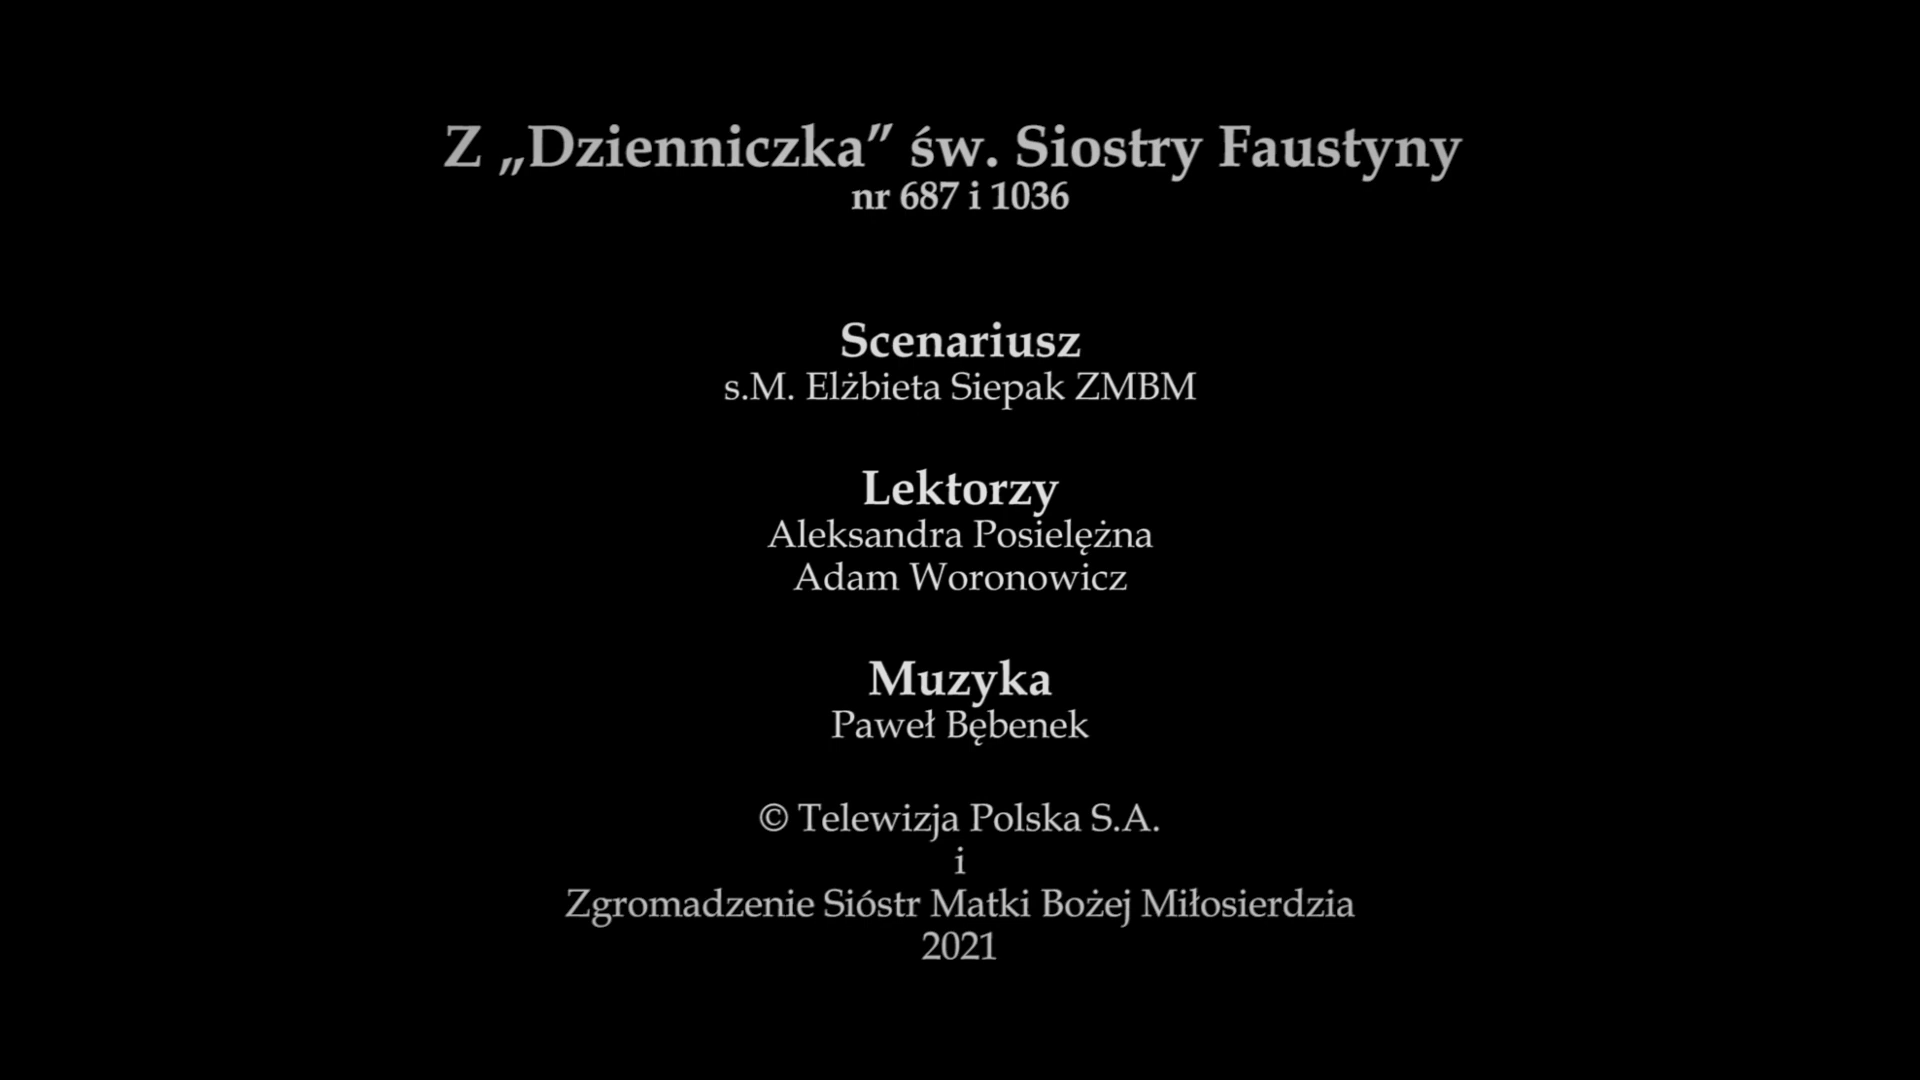 Z „Dzienniczka” św. Siostry Faustyny
nr 687 i 1036
Scenariusz
s.M. Elżbieta Siepak ZMBM
Lektorzy
Aleksandra Posielężna
Adam Woronowicz
Muzyka
Paweł Bębenek
© Telewizja Polska S.A.
i
Zgromadzenie Sióstr Matki Bożej Miłosierdzia
2021